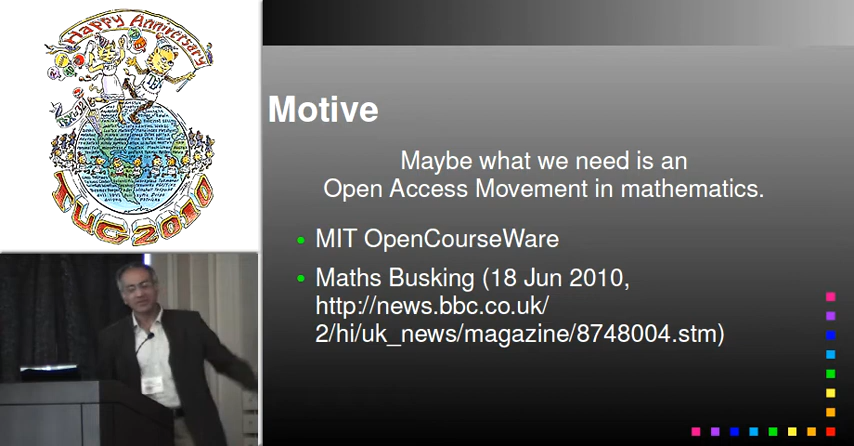 Happy Anniversary
TUG 2010
Motive
Maybe what we need is an
Open Access Movement in mathematics.
MIT OpenCourseWare
Maths Busking (18 Jun 2010,
http://news.bbc.co.uk/
2/hi/uk_news/magazine/8748004.stm)